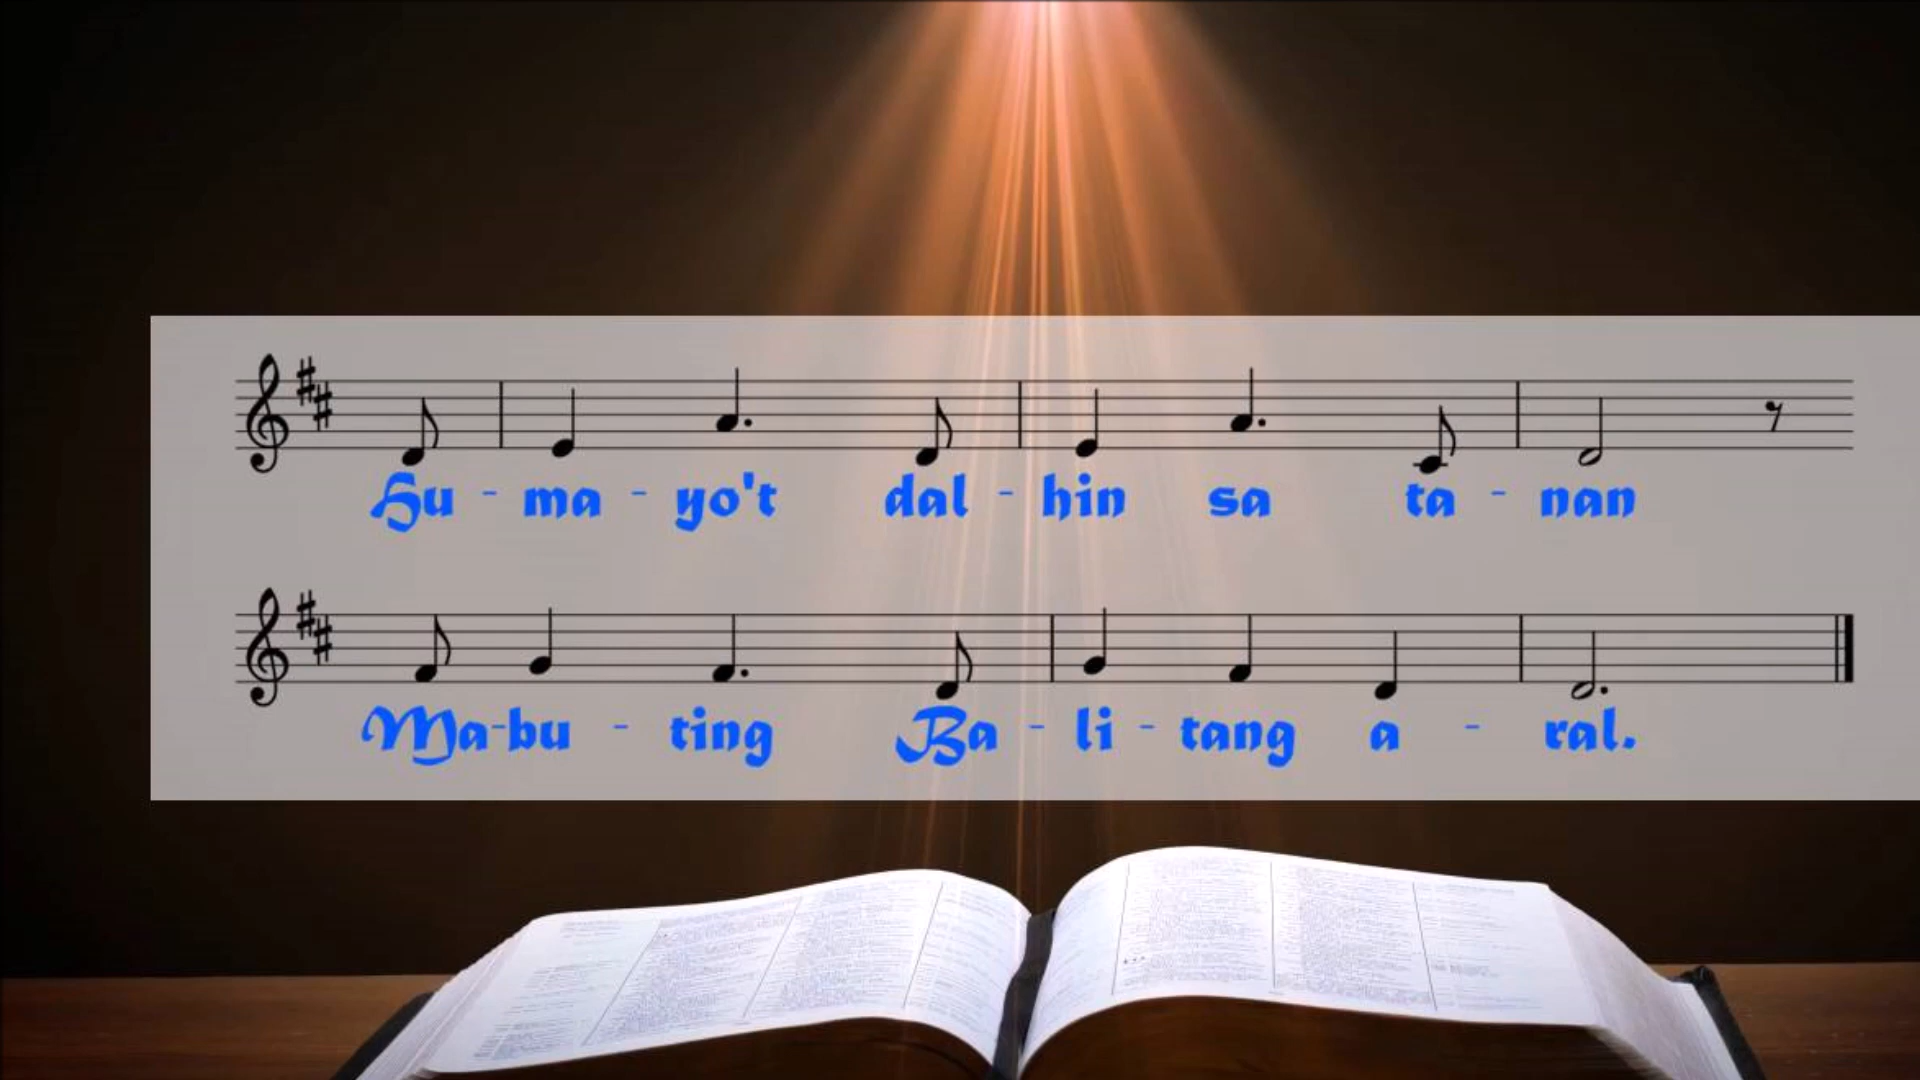 Hu - ma - yo't dal - hin sa ta - nan
Ma-bu - ting Ba - li - tang a - ral.